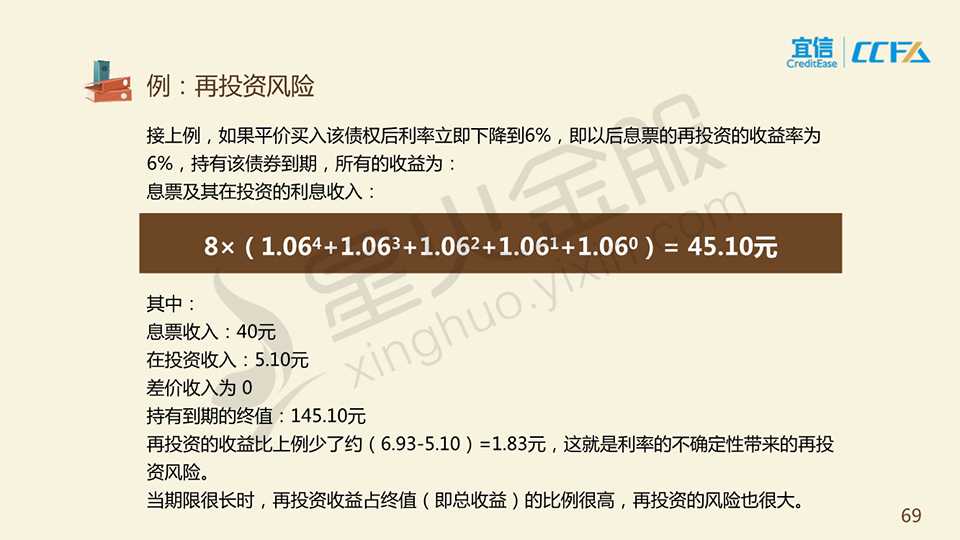 宜信
CreditEase
CCFA
例：再投资风险
接上例，如果平价买入该债权后利率立即下降到6%，即以后息票的再投资的收益率为
6%，持有该债券到期，所有的收益为：
息票及其在投资的利息收入：
8×（1.06⁴+1.06³+1.06²+1.06¹+1.06⁰）= 45.10元
其中：
息票收入：40元
在投资收入：5.10元
差价收入为 0
持有到期的终值：145.10元
再投资的收益比上例少了约（6.93-5.10）=1.83元，这就是利率的不确定性带来的再投
资风险。
当期限很长时，再投资收益占终值（即总收益）的比例很高，再投资的风险也很大。
星火金服
xinghuo.yixin.com
69